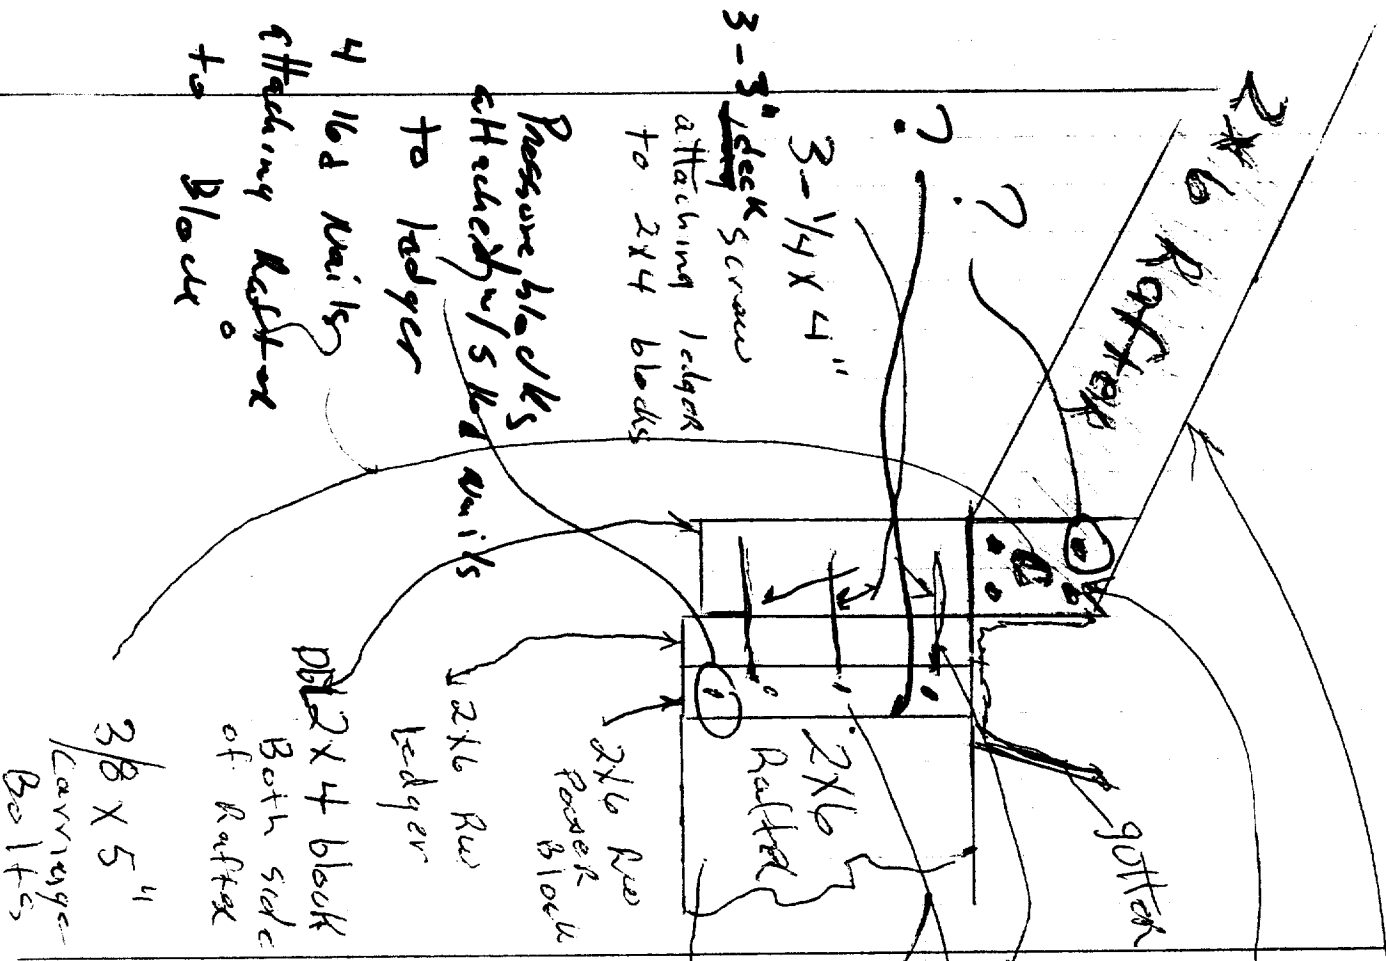 2x6 Rafter
?
?
3-1/4 x 4"
3-3" deck screw
attaching ledger
to 2x4 blocks
Pressure blocks
attached w/ 5 16d nails
to ledger
4 16d Nails
attaching Rafter
to Block
gutter
2x6
Rafter
2x6 Rw
Block
2x6 Rw
Ledger
Dbl 2x4 block
Both side
of Rafter
3/8 x 5"
Carriage
Bolts